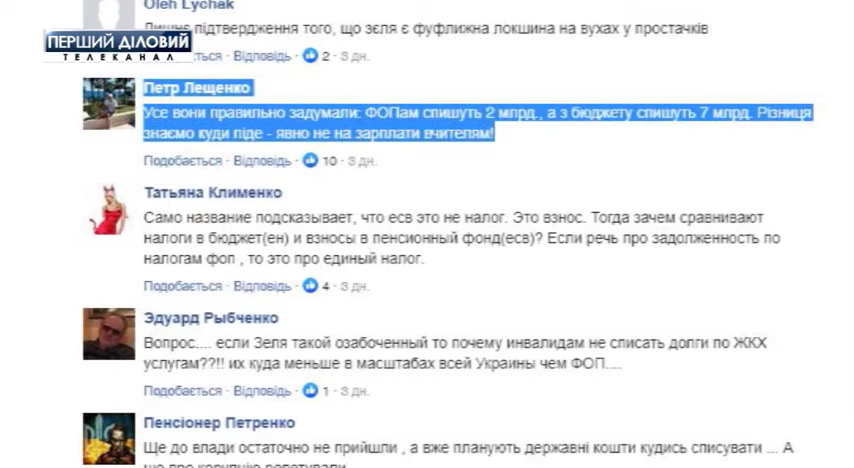 Oleh Lychak
Лишнє підтвердження того, що зєля є фуфлижна локшина на вухах у простачків
ПЕРШИЙ ДІЛОВИЙ
ТЕЛЕКАНАЛ
Відповідь · 2 · 3 дн.
Петр Лещенко
Усе вони правильно задумали: ФОПам спишуть 2 млрд., а з бюджету спишуть 7 млрд. Різниця
знаємо куди піде - явно не на зарплати вчителям!
Подобається · Відповідь · 10 · 3 дн.
Татьяна Клименко
Само название подсказывает, что есв это не налог. Это взнос. Тогда зачем сравнивают
налоги в бюджет(ен) и взносы в пенсионный фонд(есв)? Если речь про задолженность по
налогам фоп , то это про единый налог.
Подобається · Відповідь · 4 · 3 дн.
Эдуард Рыбченко
Вопрос.... если Зеля такой озабоченный то почему инвалидам не списать долги по ЖКХ
услугам??!! их куда меньше в масштабах всей Украины чем ФОП....
Подобається · Відповідь · 1 · 3 дн.
Пенсіонер Петренко
Ще до влади остаточно не прийшли , а вже планують державні кошти кудись списувати ... А